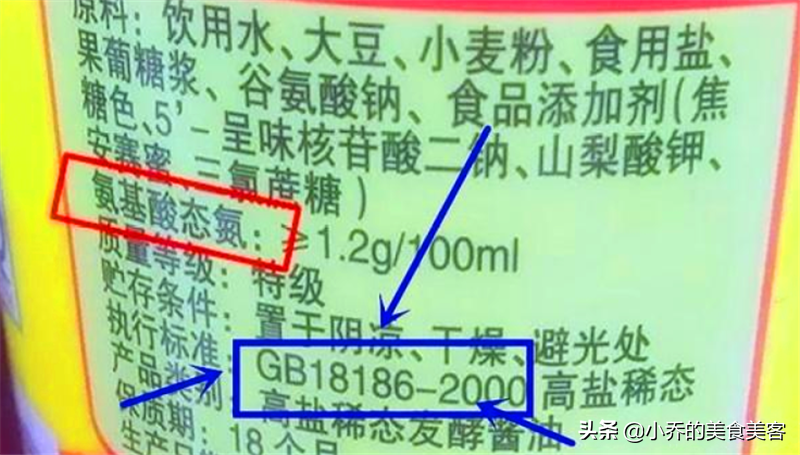 原料：饮用水、大豆、小麦粉、食用盐、
果葡糖浆、谷氨酸钠、食品添加剂（焦
糖色、5'-呈味核苷酸二钠、山梨酸钾、
安赛蜜、三氯蔗糖）
氨基酸态氮：≥1.2g/100ml
质量等级：特级
贮存条件：置于阴凉、干燥、避光处
执行标准：GB18186-2000 高盐稀态
产品类别：高盐稀态发酵酱油
保质期：18个月
头条 @小乔的美食美客